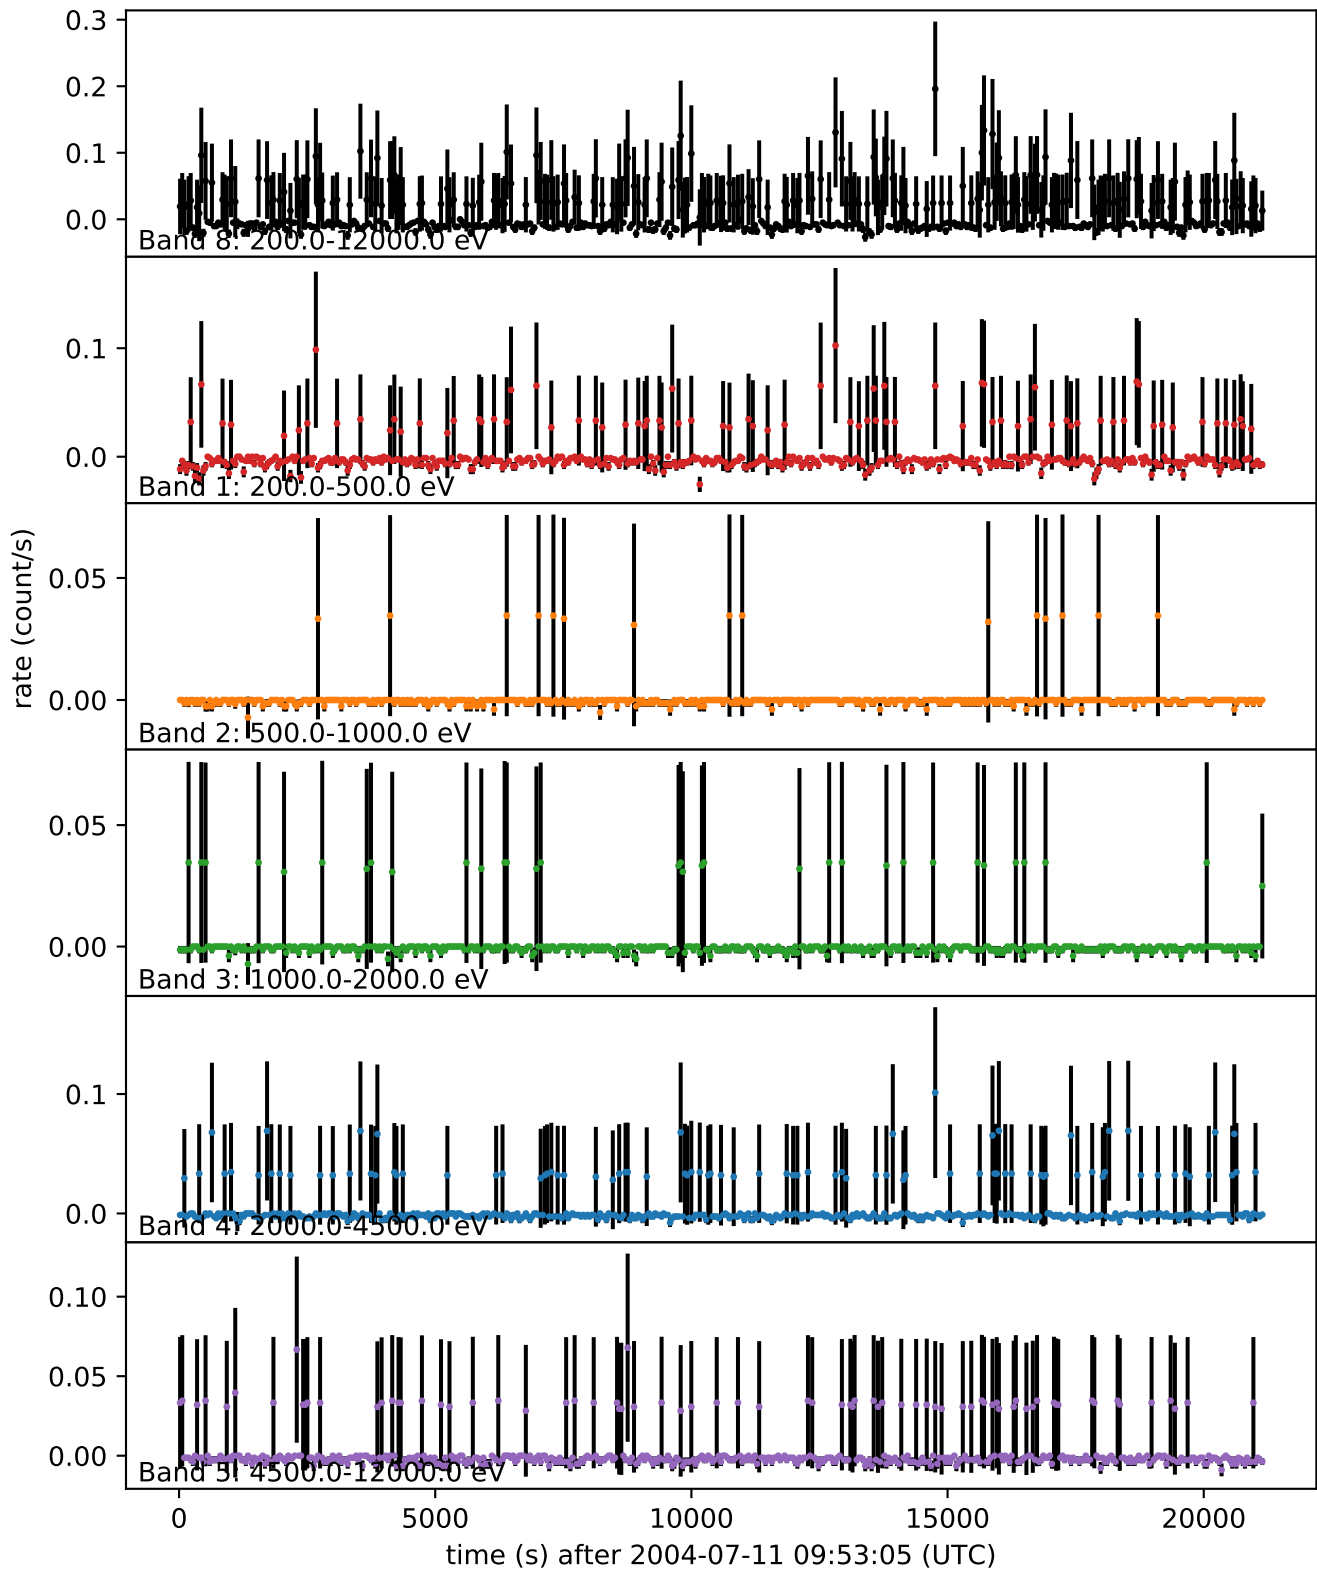 0.3
0.2
0.1
0.0
Band 8: 200.0-12000.0 eV
0.1
0.0
Band 1: 200.0-500.0 eV
rate (count/s)
0.05
0.00
Band 2: 500.0-1000.0 eV
0.05
0.00
Band 3: 1000.0-2000.0 eV
0.1
0.0
Band 4: 2000.0-4500.0 eV
0.10
0.05
0.00
Band 5: 4500.0-12000.0 eV
0 5000 10000 15000 20000
time (s) after 2004-07-11 09:53:05 (UTC)